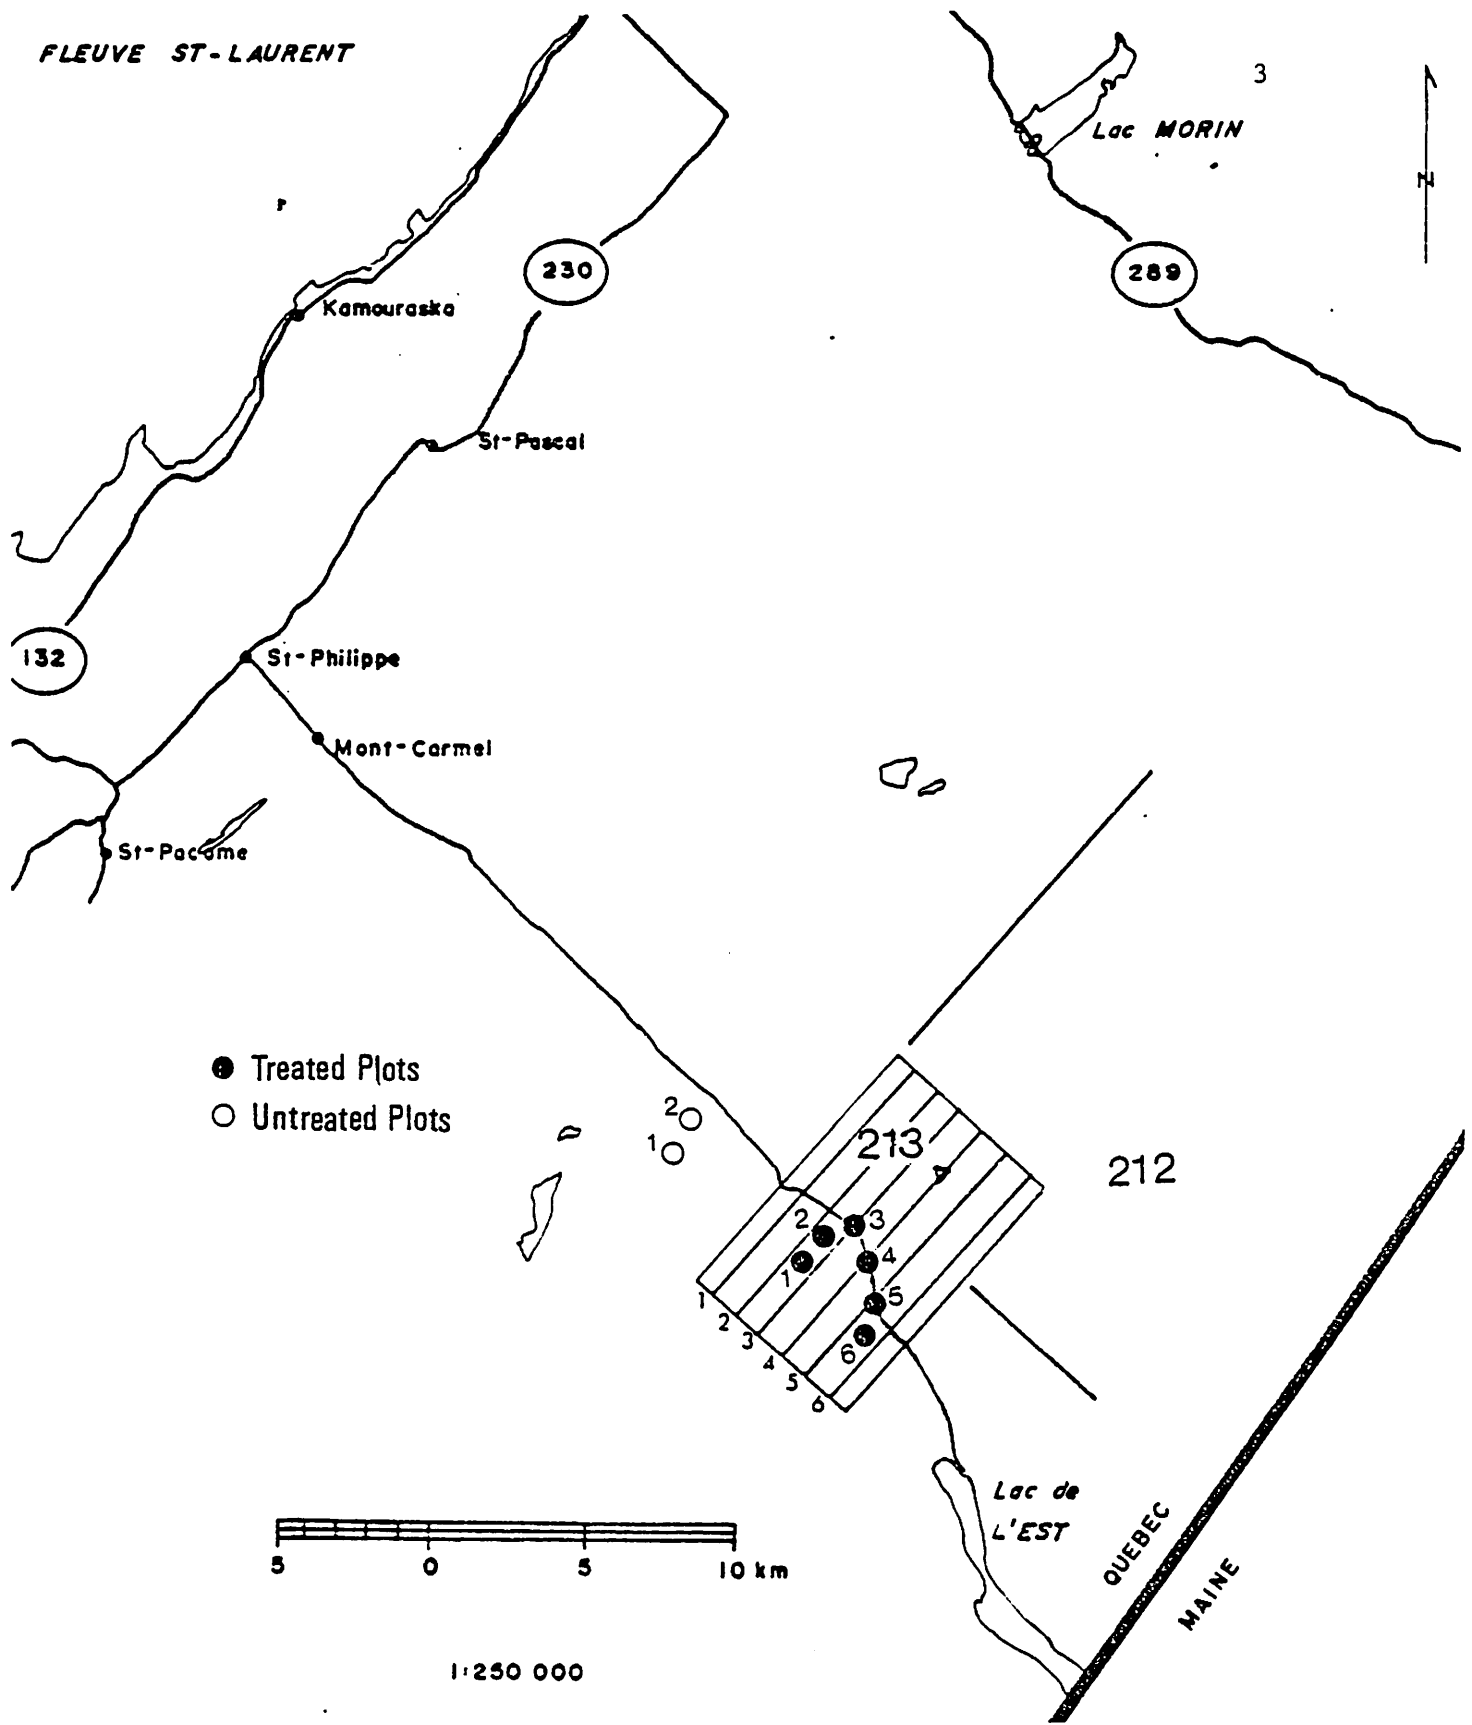 FLEUVE ST-LAURENT
3
Lac MORIN
N
230
289
Kamouraska
St-Pascal
132
St-Philippe
Mont-Carmel
St-Pacome
Treated Plots
Untreated Plots
2
1
213
212
2
3
1
4
5
6
1
2
3
4
5
6
Lac de
L'EST
QUEBEC
MAINE
5 0 5 10 km
1:250 000